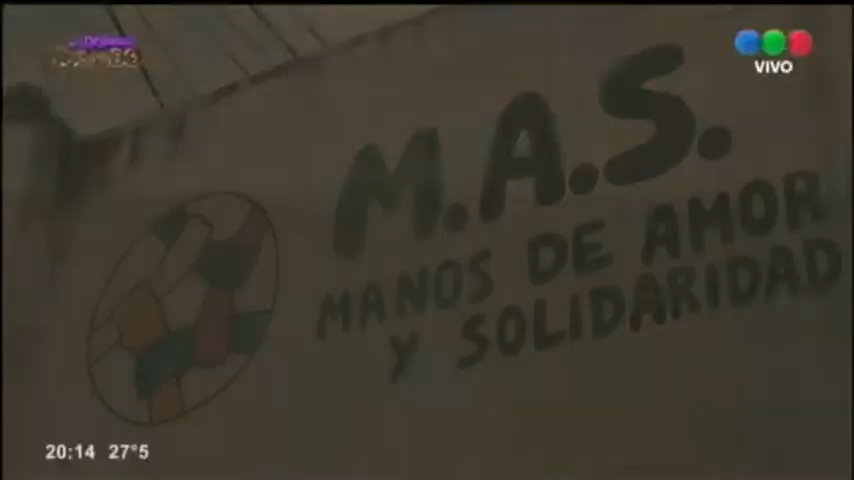 VIVO
M.A.S.
MANOS DE AMOR
Y SOLIDARIDAD
20:14 27°5